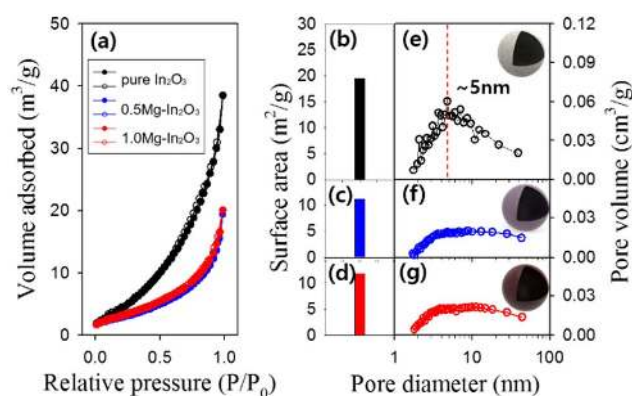 (a)
Volume adsorbed (m³/g)
50
40
30
20
10
0
pure In₂O₃
0.5Mg-In₂O₃
1.0Mg-In₂O₃
0.0
0.5
1.0
Relative pressure (P/P₀)
(b)
(c)
(d)
Surface area (m²/g)
30
25
20
15
10
5
0
10
5
0
10
5
0
(e)
~5nm
(f)
(g)
0.12
0.09
0.06
0.03
0.00
0.03
0.00
0.03
0.00
Pore volume (cm³/g)
1
10
100
Pore diameter (nm)